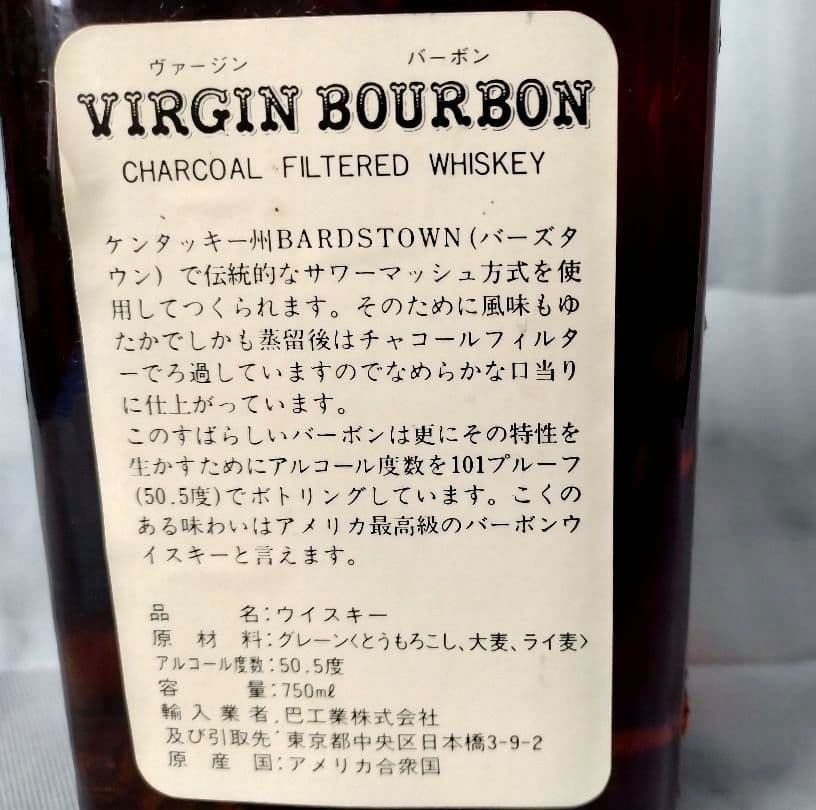 ヴァージン バーボン
VIRGIN BOURBON
CHARCOAL FILTERED WHISKEY
ケンタッキー州BARDSTOWN(バーズタ
ウン)で伝統的なサワーマッシュ方式を使
用してつくられます。そのために風味もゆ
たかでしかも蒸留後はチャコールフィルタ
ーでろ過していますのでなめらかな口当り
に仕上がっています。
このすばらしいバーボンは更にその特性を
生かすためにアルコール度数を101プルーフ
(50.5度)でボトリングしています。こくの
ある味わいはアメリカ最高級のバーボンウ
イスキーと言えます。
品名:ウイスキー
原材料:グレーン〈とうもろこし、大麦、ライ麦〉
アルコール度数:50.5度
容量:750mℓ
輸入業者.巴工業株式会社
及び引取先 東京都中央区日本橋3-9-2
原産国:アメリカ合衆国